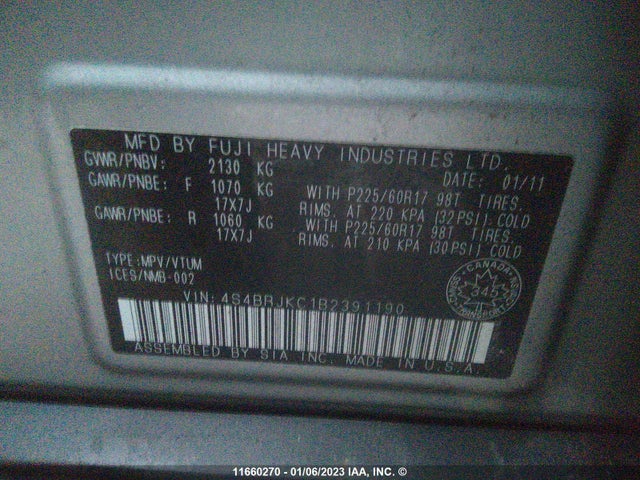 MFD BY FUJI HEAVY INDUSTRIES LTD.
GVWR/PNBV: 2130 KG DATE: 01/11
GAWR/PNBE: F 1070 KG WITH P225/60R17 98T TIRES.
17X7J RIMS. AT 220 KPA (32PSI) COLD
GAWR/PNBE: R 1060 KG WITH P225/60R17 98T TIRES.
17X7J RIMS. AT 210 KPA (30PSI) COLD
TYPE:MPV/VTUM
ICES/NMB-002
CANADA
TRANSPORT
VIN: 4S4BRJKC1B2391190
ASSEMBLED BY SIA INC. MADE IN U.S.A.
11660270 - 01/06/2023 IAA, INC. ©